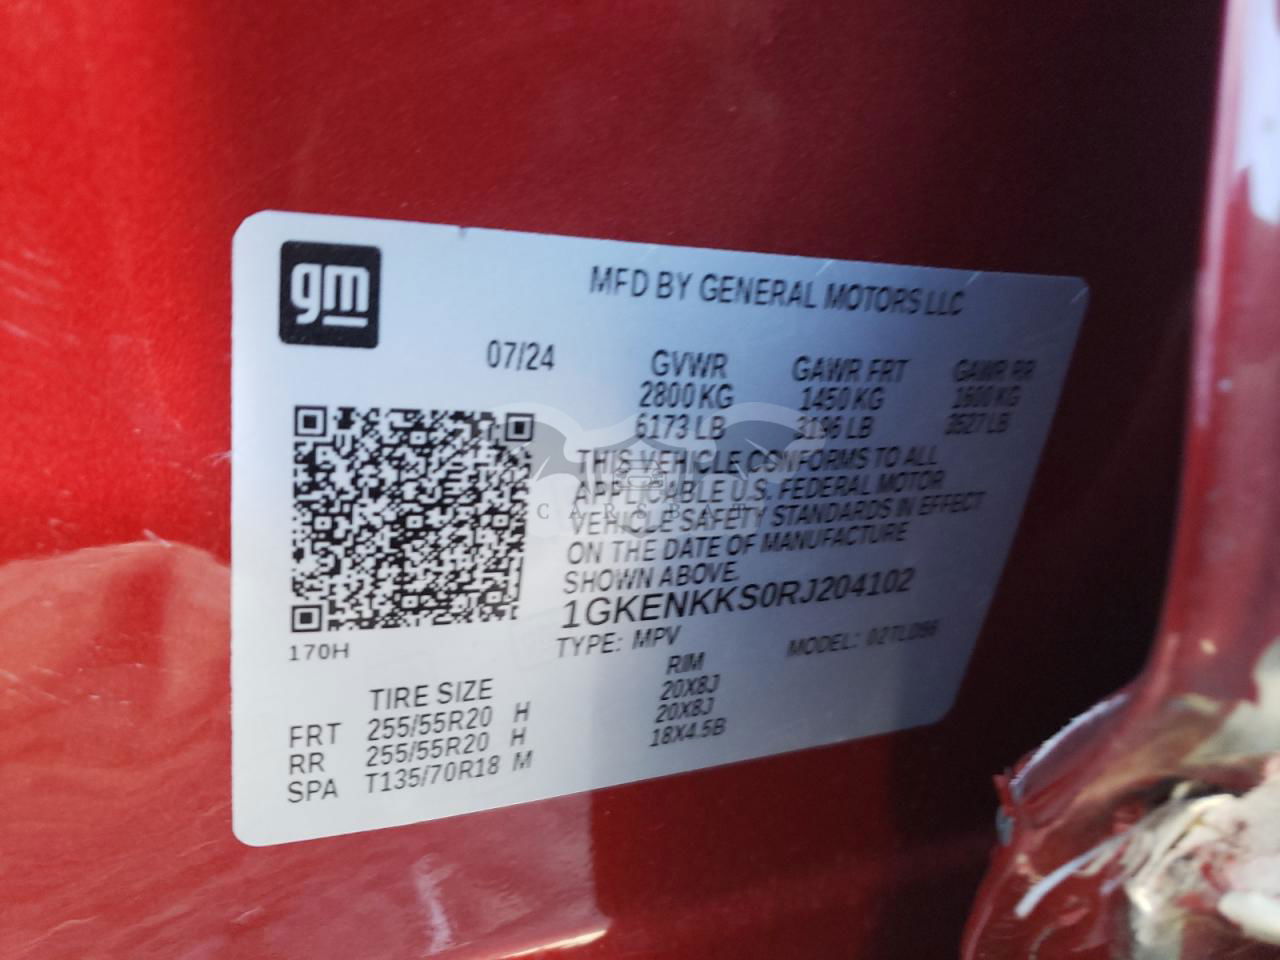 gm
MFD BY GENERAL MOTORS LLC
07/24 GVWR GAWR FRT GAWR RR
2800 KG 1450 KG 1600 KG
6173 LB 3196 LB 3527 LB
THIS VEHICLE CONFORMS TO ALL
APPLICABLE U.S. FEDERAL MOTOR
VEHICLE SAFETY STANDARDS IN EFFECT
ON THE DATE OF MANUFACTURE
SHOWN ABOVE.
1GKENKKS0RJ204102
170H
TYPE: MPV MODEL:
TIRE SIZE RIM
FRT 255/55R20 H 20X8J
RR 255/55R20 H 20X8J
SPA T135/70R18 M 18X4.5B